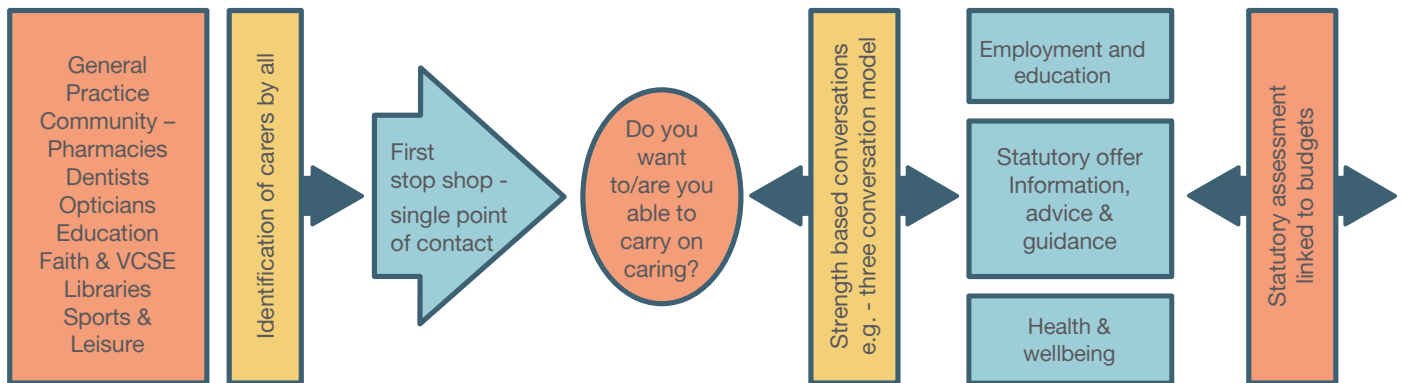 General
Practice
Community –
Pharmacies
Dentists
Opticians
Education
Faith & VCSE
Libraries
Sports &
Leisure
Identification of carers by all
First
stop shop -
single point
of contact
Do you
want
to/are you
able to
carry on
caring?
Strength based conversations
e.g. - three conversation model
Employment and
education
Statutory offer
Information,
advice &
guidance
Health &
wellbeing
Statutory assessment
linked to budgets